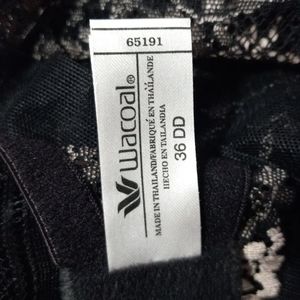 65191
wacoal®
MADE IN THAILAND/FABRIQUÉ EN THAÏLANDE
HECHO EN TAILANDIA
36 DD